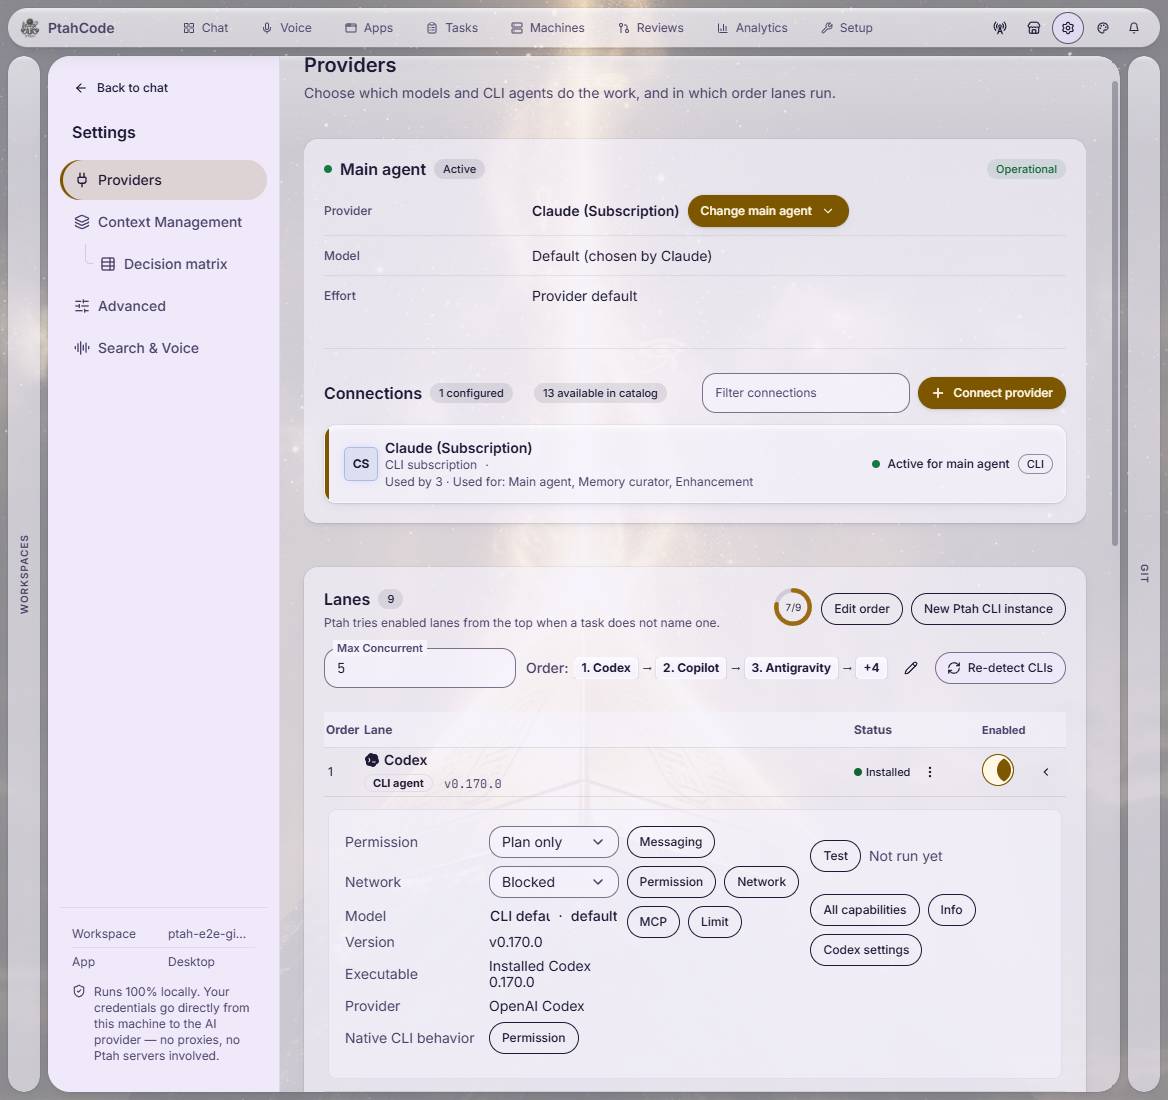 PtahCode
Chat
Voice
Apps
Tasks
Machines
Reviews
Analytics
Setup
WORKSPACES
Back to chat
Settings
Providers
Context Management
Decision matrix
Advanced
Search & Voice
Workspace ptah-e2e-gi...
App Desktop
Runs 100% locally. Your
credentials go directly from
this machine to the AI
provider — no proxies, no
Ptah servers involved.
Providers
Choose which models and CLI agents do the work, and in which order lanes run.
Main agent Active Operational
Provider Claude (Subscription) Change main agent
Model Default (chosen by Claude)
Effort Provider default
Connections 1 configured 13 available in catalog Filter connections + Connect provider
CS
Claude (Subscription)
CLI subscription ·
Used by 3 · Used for: Main agent, Memory curator, Enhancement
Active for main agent CLI
Lanes 9
Ptah tries enabled lanes from the top when a task does not name one.
7/9 Edit order New Ptah CLI instance
Max Concurrent
5
Order: 1. Codex → 2. Copilot → 3. Antigravity → +4
Re-detect CLIs
Order Lane Status Enabled
1 Codex
CLI agent v0.170.0
Installed
Permission Plan only Messaging
Network Blocked Permission Network
Model CLI defau · default MCP Limit
Version v0.170.0
Executable Installed Codex
0.170.0
Provider OpenAI Codex
Native CLI behavior Permission
Test Not run yet
All capabilities Info
Codex settings
GIT